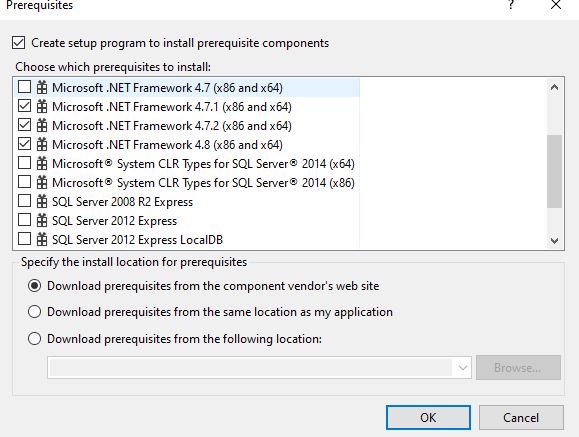 Prerequisites
Create setup program to install prerequisite components
Choose which prerequisites to install:
Microsoft .NET Framework 4.7 (x86 and x64)
Microsoft .NET Framework 4.7.1 (x86 and x64)
Microsoft .NET Framework 4.7.2 (x86 and x64)
Microsoft .NET Framework 4.8 (x86 and x64)
Microsoft® System CLR Types for SQL Server® 2014 (x64)
Microsoft® System CLR Types for SQL Server® 2014 (x86)
SQL Server 2008 R2 Express
SQL Server 2012 Express
SQL Server 2012 Express LocalDB
Specify the install location for prerequisites
Download prerequisites from the component vendor's web site
Download prerequisites from the same location as my application
Download prerequisites from the following location:
Browse...
OK Cancel